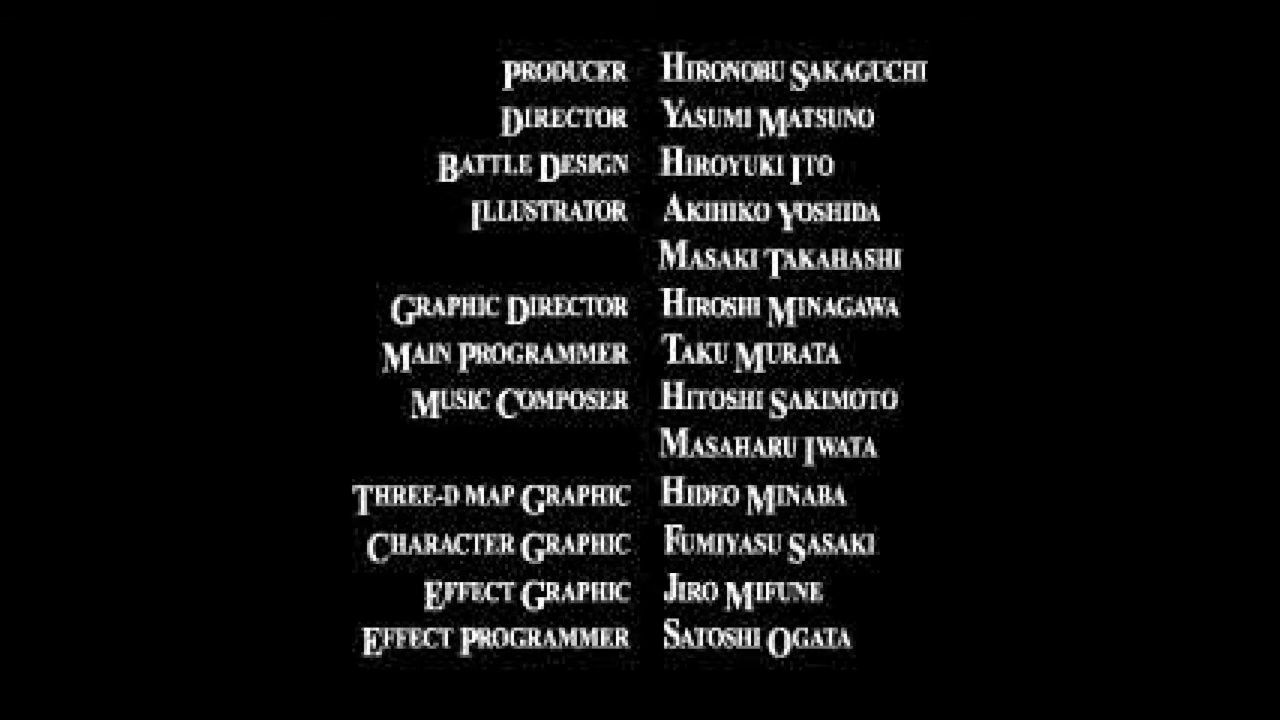 Producer Hironobu Sakaguchi
Director Yasumi Matsuno
Battle Design Hiroyuki Ito
Illustrator Akihiko Yoshida
Masaki Takahashi
Graphic Director Hiroshi Minagawa
Main Programmer Taku Murata
Music Composer Hitoshi Sakimoto
Masaharu Iwata
Three-D Map Graphic Hideo Minaba
Character Graphic Fumiyasu Sasaki
Effect Graphic Jiro Mifune
Effect Programmer Satoshi Ogata